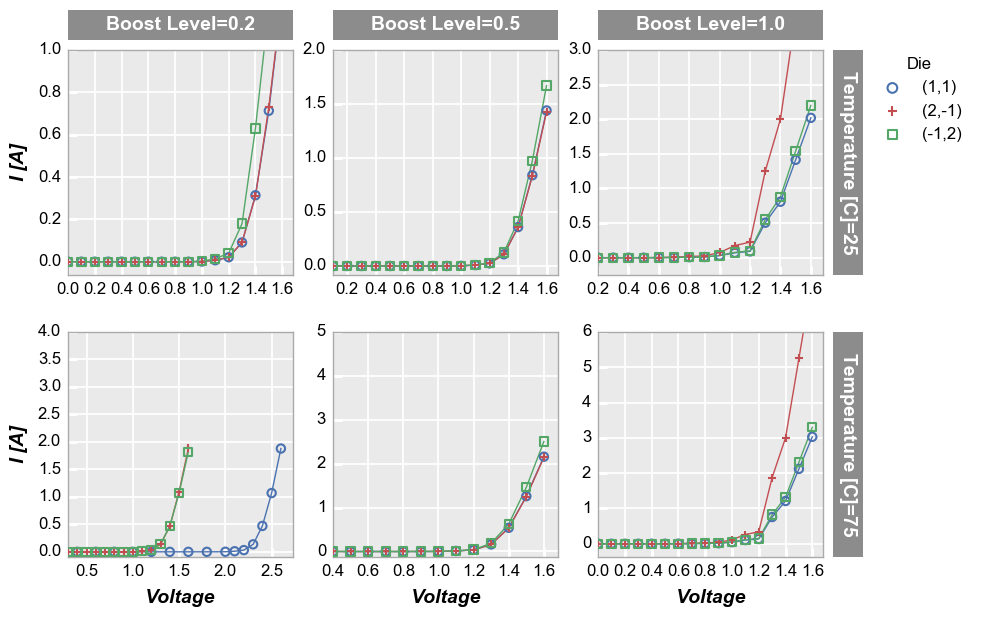 Boost Level=0.2 Boost Level=0.5 Boost Level=1.0
Die
(1,1)
(2,-1)
(-1,2)
Temperature [C]=25
I [A]
1.0
0.8
0.6
0.4
0.2
0.0
0.0 0.2 0.4 0.6 0.8 1.0 1.2 1.4 1.6
2.0
1.5
1.0
0.5
0.0
0.2 0.4 0.6 0.8 1.0 1.2 1.4 1.6
3.0
2.5
2.0
1.5
1.0
0.5
0.0
0.2 0.4 0.6 0.8 1.0 1.2 1.4 1.6
Temperature [C]=75
I [A]
4.0
3.5
3.0
2.5
2.0
1.5
1.0
0.5
0.0
0.5 1.0 1.5 2.0 2.5
Voltage
5
4
3
2
1
0
0.4 0.6 0.8 1.0 1.2 1.4 1.6
Voltage
6
5
4
3
2
1
0
0.0 0.2 0.4 0.6 0.8 1.0 1.2 1.4 1.6
Voltage